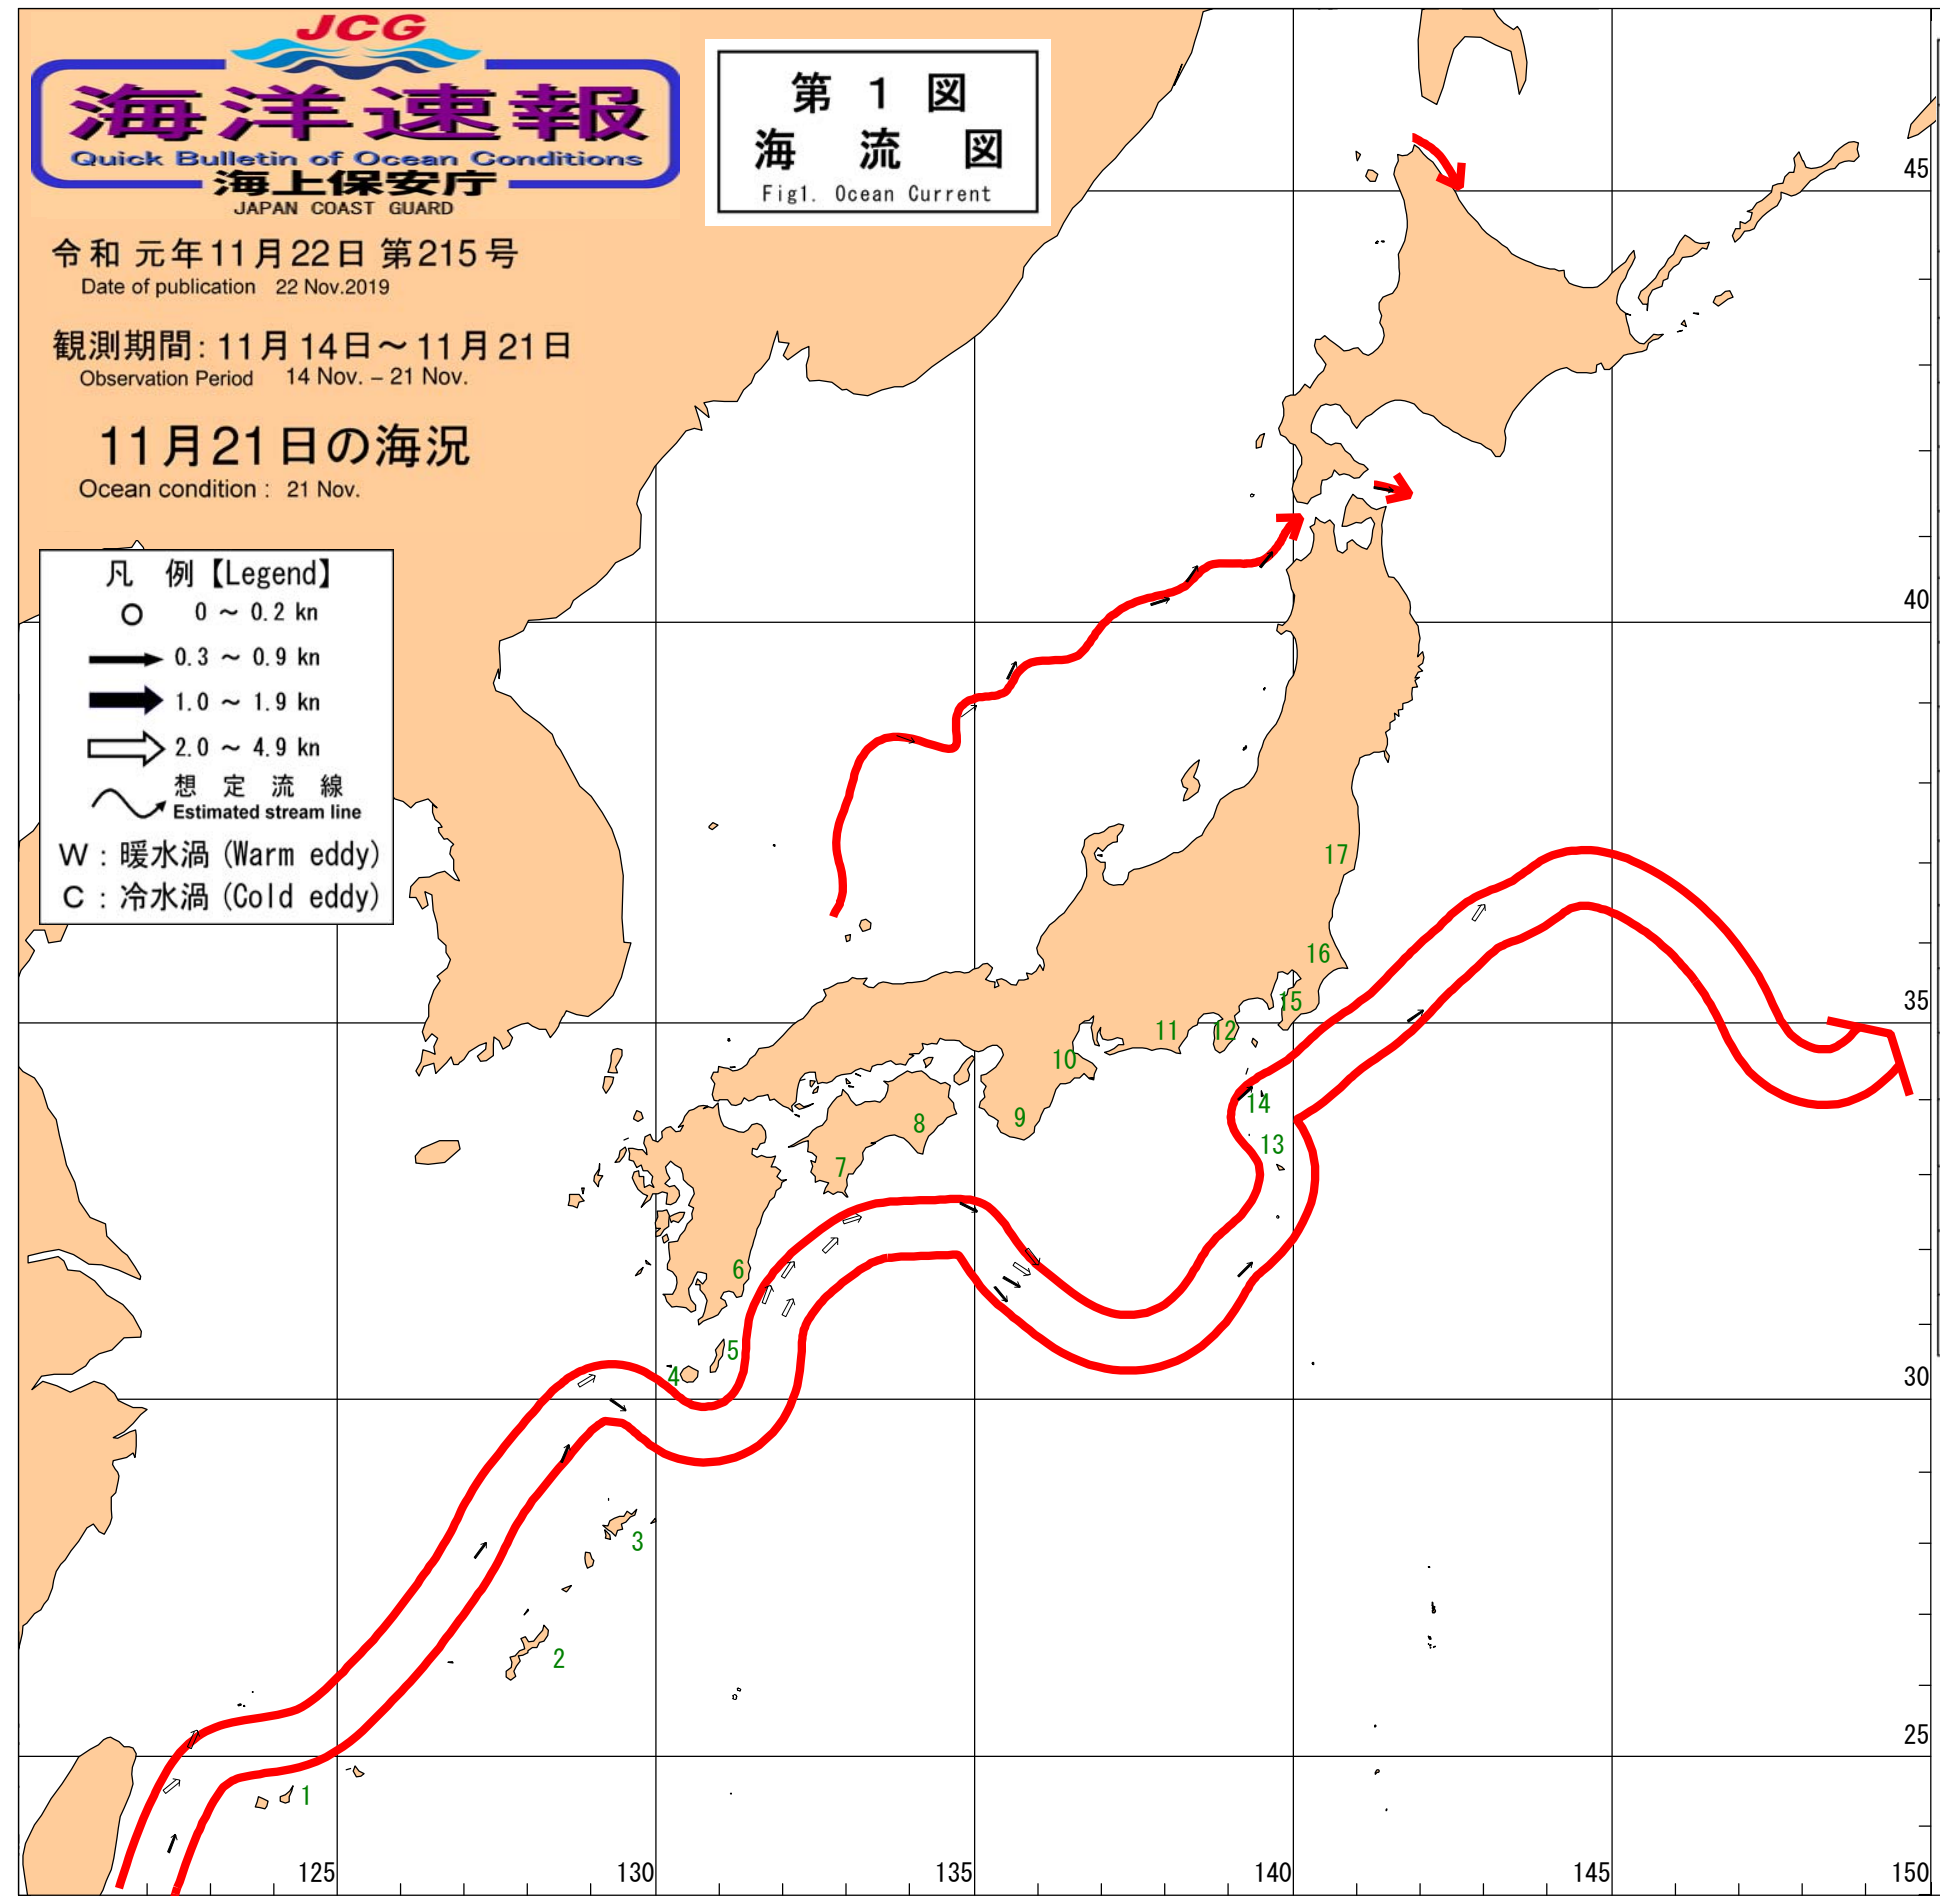 JCG
海洋速報
Quick Bulletin of Ocean Conditions
海上保安庁
JAPAN COAST GUARD
令和 元年11月22日 第215号
Date of publication 22 Nov.2019
観測期間: 11月14日～11月21日
Observation Period 14 Nov. – 21 Nov.
11月21日の海況
Ocean condition : 21 Nov.
第 1 図
海 流 図
Fig1. Ocean Current
凡 例【Legend】
0 ～ 0.2 kn
0.3 ～ 0.9 kn
1.0 ～ 1.9 kn
2.0 ～ 4.9 kn
想 定 流 線
Estimated stream line
W : 暖水渦 (Warm eddy)
C : 冷水渦 (Cold eddy)
45
40
17
16
35
15
11
12
10
14
9
8
13
7
6
5
4
30
3
2
25
1
125
130
135
140
145
150